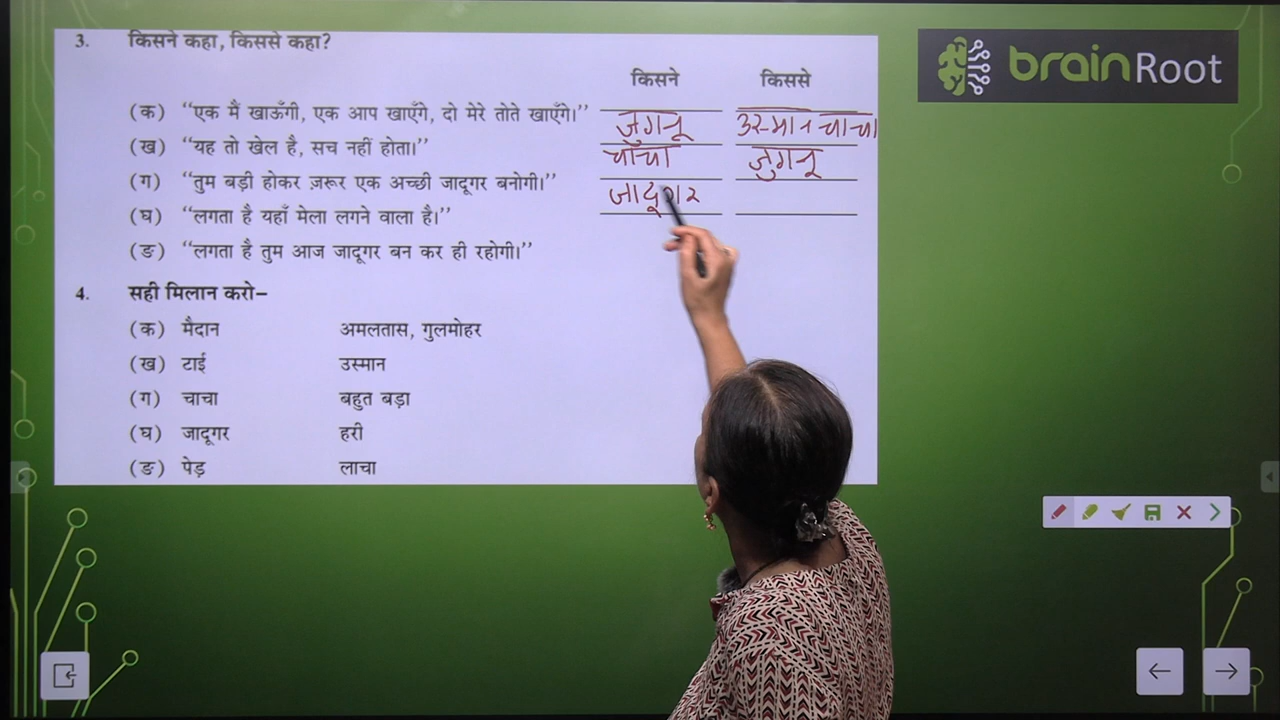 3. किसने कहा, किससे कहा?
किसने किससे
(क) “एक मैं खाऊँगी, एक आप खाएँगे, दो मेरे तोते खाएँगे।” जुगनू उस्मान चाचा
(ख) “यह तो खेल है, सच नहीं होता।” चाचा जुगनू
(ग) “तुम बड़ी होकर ज़रूर एक अच्छी जादूगर बनोगी।” जादूगर
(घ) “लगता है यहाँ मेला लगने वाला है।”
(ङ) “लगता है तुम आज जादूगर बन कर ही रहोगी।”
4. सही मिलान करो–
(क) मैदान अमलतास, गुलमोहर
(ख) टाई उस्मान
(ग) चाचा बहुत बड़ा
(घ) जादूगर हरी
(ङ) पेड़ लाचा
brainRoot